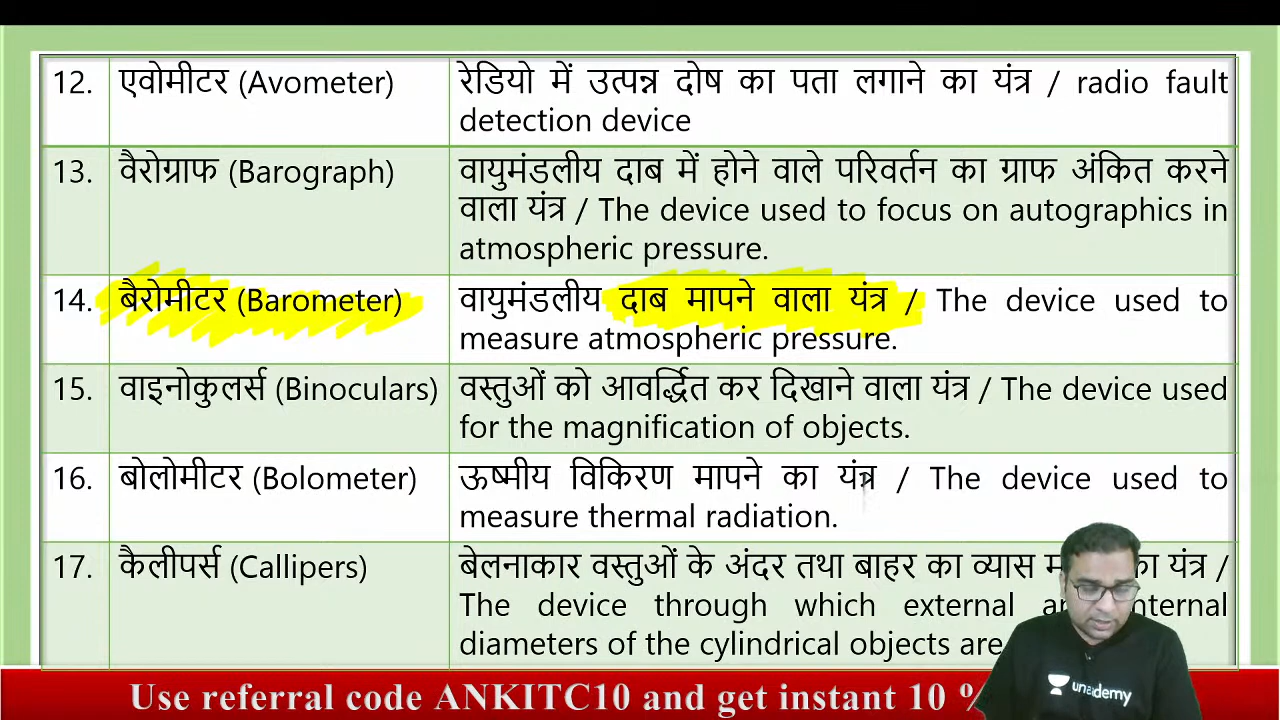 12. एवोमीटर (Avometer) रेडियो में उत्पन्न दोष का पता लगाने का यंत्र / radio fault
detection device
13. वैरोग्राफ (Barograph) वायुमंडलीय दाब में होने वाले परिवर्तन का ग्राफ अंकित करने
वाला यंत्र / The device used to focus on autographics in
atmospheric pressure.
14. बैरोमीटर (Barometer) वायुमंडलीय दाब मापने वाला यंत्र / The device used to
measure atmospheric pressure.
15. वाइनोकुलर्स (Binoculars) वस्तुओं को आवर्द्धित कर दिखाने वाला यंत्र / The device used
for the magnification of objects.
16. बोलोमीटर (Bolometer) ऊष्मीय विकिरण मापने का यंत्र / The device used to
measure thermal radiation.
17. कैलीपर्स (Callipers) बेलनाकार वस्तुओं के अंदर तथा बाहर का व्यास का यंत्र /
The device through which external internal
diameters of the cylindrical objects are
unacademy
Use referral code ANKITC10 and get instant 10 %